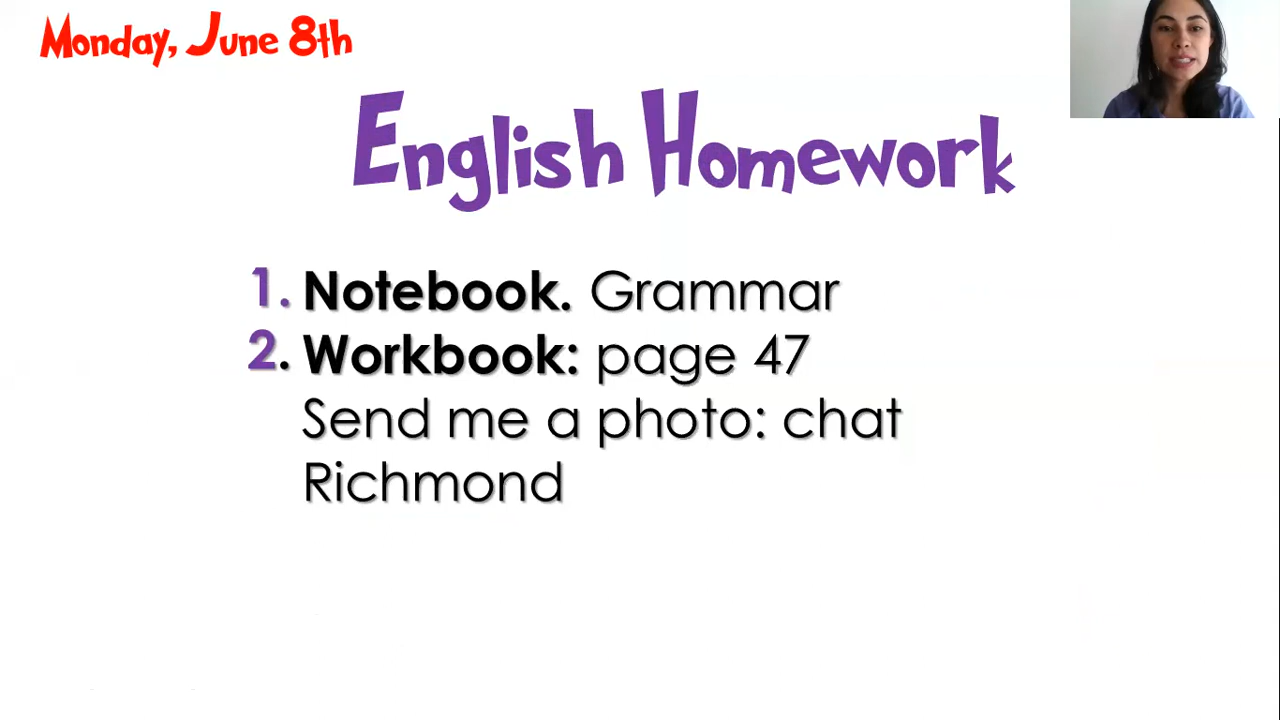 Monday, June 8th
English Homework
1. Notebook. Grammar
2. Workbook: page 47
Send me a photo: chat
Richmond